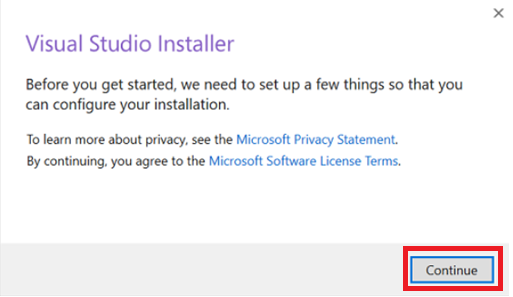 Visual Studio Installer
Before you get started, we need to set up a few things so that you
can configure your installation.
To learn more about privacy, see the Microsoft Privacy Statement.
By continuing, you agree to the Microsoft Software License Terms.
Continue